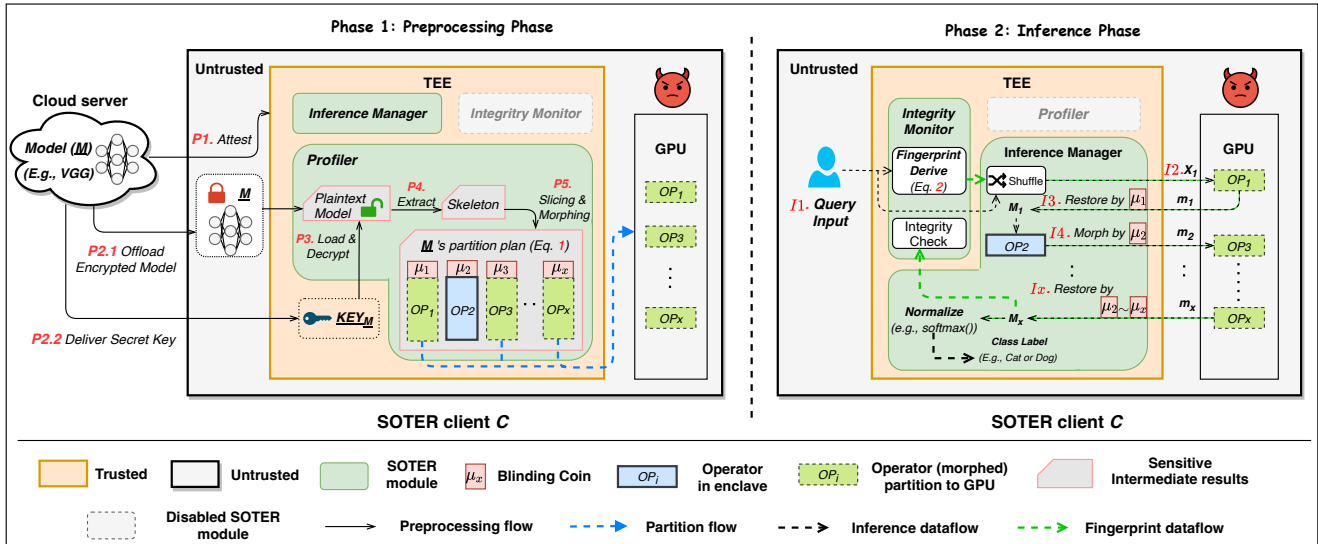 Phase 1: Preprocessing Phase
Untrusted
TEE
Cloud server
Model (M)
(E.g., VGG)
P1. Attest
Inference Manager
Integrity Monitor
GPU
Profiler
M
Plaintext
Model
P4.
Extract
Skeleton
P5.
Slicing &
Morphing
P3. Load &
Decrypt
P2.1 Offload
Encrypted Model
M 's partition plan (Eq. 1)
μ1
μ2
μ3
μx
OP1
OP2
OP3
. . .
OPx
KEY_M
P2.2 Deliver Secret Key
OP1
OP3
OPx
SOTER client C
Phase 2: Inference Phase
Untrusted
TEE
Integrity
Monitor
Profiler
GPU
Fingerprint
Derive
(Eq. 2)
Inference Manager
Shuffle
I2. X1
OP1
I1. Query
Input
M1
I3. Restore by μ1
m1
Integrity
Check
OP2
I4. Morph by μ2
m2
OP3
Ix. Restore by
μ2~μx
mx
OPx
Normalize
(e.g., softmax())
Mx
Class Label
(E.g., Cat or Dog)
SOTER client C
Trusted
Untrusted
SOTER
module
μx
Blinding Coin
OPi
Operator
in enclave
OPi
Operator (morphed)
partition to GPU
Sensitive
Intermediate results
Disabled SOTER
module
Preprocessing flow
Partition flow
Inference dataflow
Fingerprint dataflow